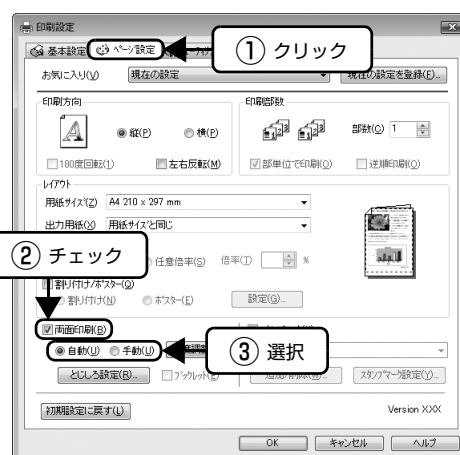 印刷設定
基本設定 ページ設定
① クリック
お気に入り(V) 現在の設定 現在の設定を登録(F)...
印刷方向
縦(P) 横(P)
180度回転(1) 左右反転(M)
印刷部数
部数(C) 1
部単位で印刷(O) 逆順印刷(O)
レイアウト
用紙サイズ(Z) A4 210 x 297 mm
出力用紙(X) 用紙サイズと同じ
② チェック
任意倍率(S) 倍率(T) %
割り付け/ポスター(Q)
割り付け(N) ポスター(E) 設定(G)...
両面印刷(B)
自動(U) 手動(U)
③ 選択
とじしろ設定(R)... ブックレット(E) スタンプマーク設定(Y)...
初期設定に戻す(L) Version XXX
OK キャンセル ヘルプ